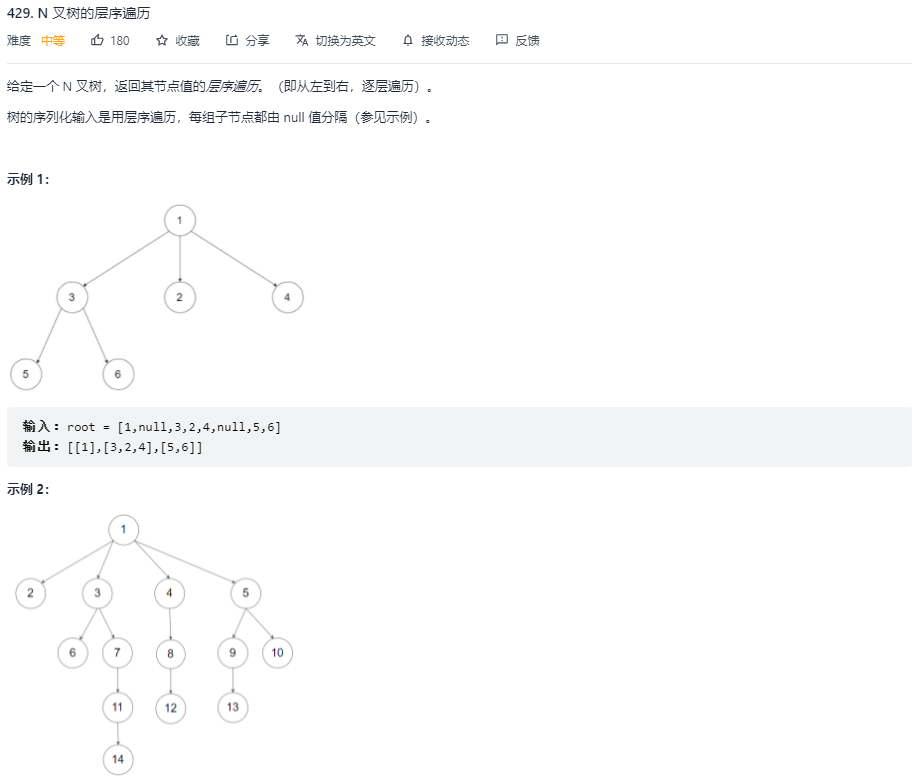 429. N 叉树的层序遍历
难度 中等 180 收藏 分享 切换为英文 接收动态 反馈
给定一个 N 叉树，返回其节点值的层序遍历。（即从左到右，逐层遍历）。
树的序列化输入是用层序遍历，每组子节点都由 null 值分隔（参见示例）。
示例 1：
1
3 2 4
5 6
输入：root = [1,null,3,2,4,null,5,6]
输出：[[1],[3,2,4],[5,6]]
示例 2：
1
2 3 4 5
6 7 8 9 10
11 12 13
14